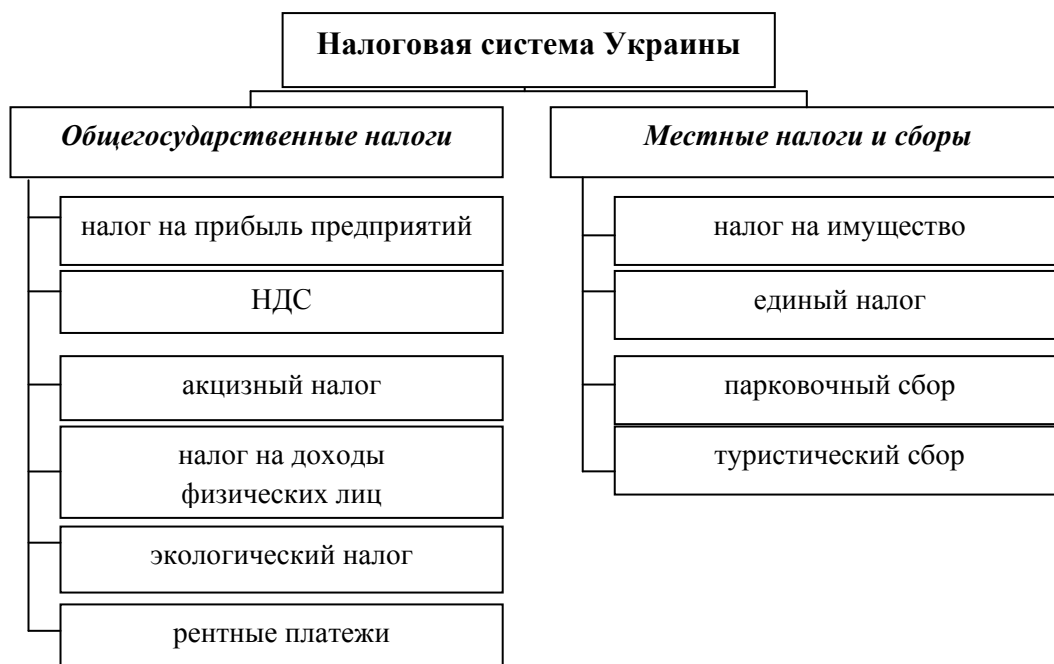 Налоговая система Украины
Общегосударственные налоги
налог на прибыль предприятий
НДС
акцизный налог
налог на доходы
физических лиц
экологический налог
рентные платежи
Местные налоги и сборы
налог на имущество
единый налог
парковочный сбор
туристический сбор